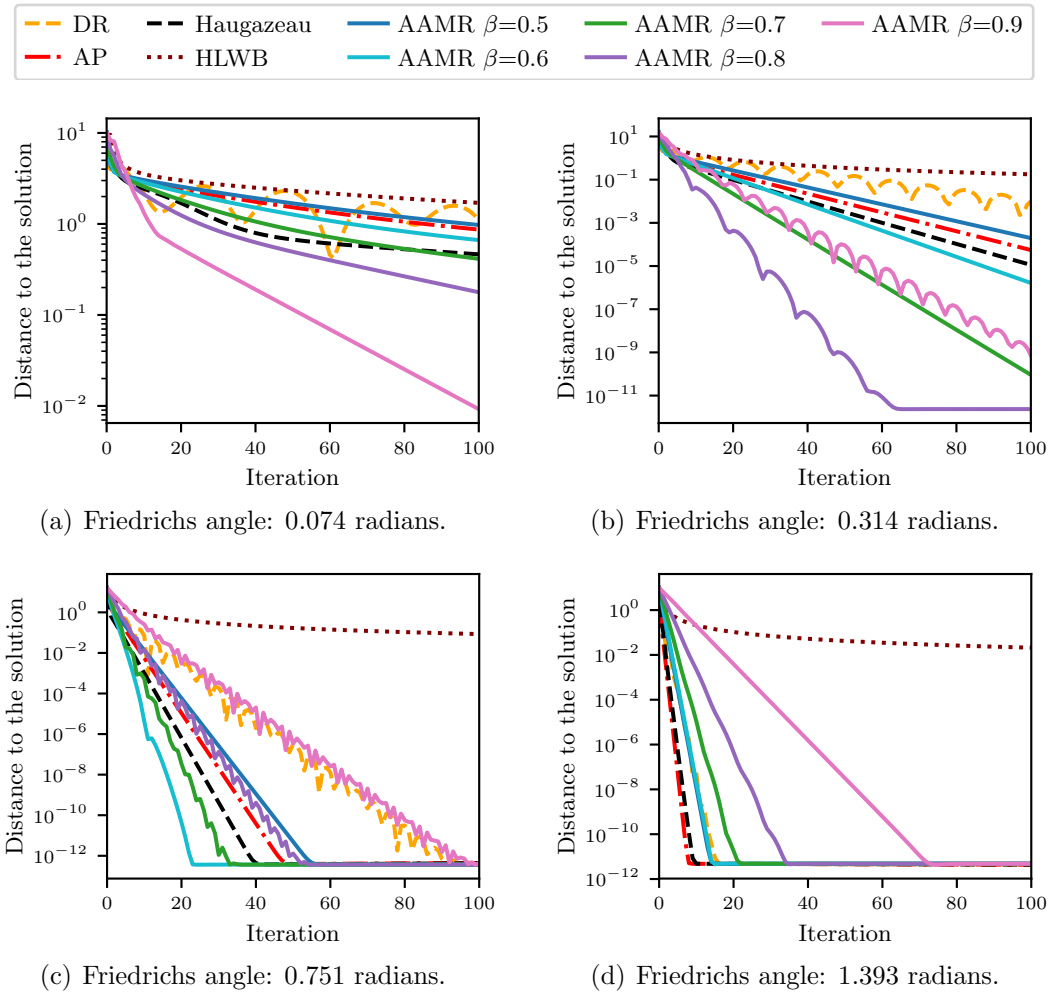 DR Haugazeau AAMR β=0.5 AAMR β=0.7 AAMR β=0.9
AP HLWB AAMR β=0.6 AAMR β=0.8
Distance to the solution
10^1
10^0
10^-1
10^-2
0 20 40 60 80 100
Iteration
(a) Friedrichs angle: 0.074 radians.
Distance to the solution
10^1
10^-1
10^-3
10^-5
10^-7
10^-9
10^-11
0 20 40 60 80 100
Iteration
(b) Friedrichs angle: 0.314 radians.
Distance to the solution
10^0
10^-2
10^-4
10^-6
10^-8
10^-10
10^-12
0 20 40 60 80 100
Iteration
(c) Friedrichs angle: 0.751 radians.
Distance to the solution
10^0
10^-2
10^-4
10^-6
10^-8
10^-10
10^-12
0 20 40 60 80 100
Iteration
(d) Friedrichs angle: 1.393 radians.